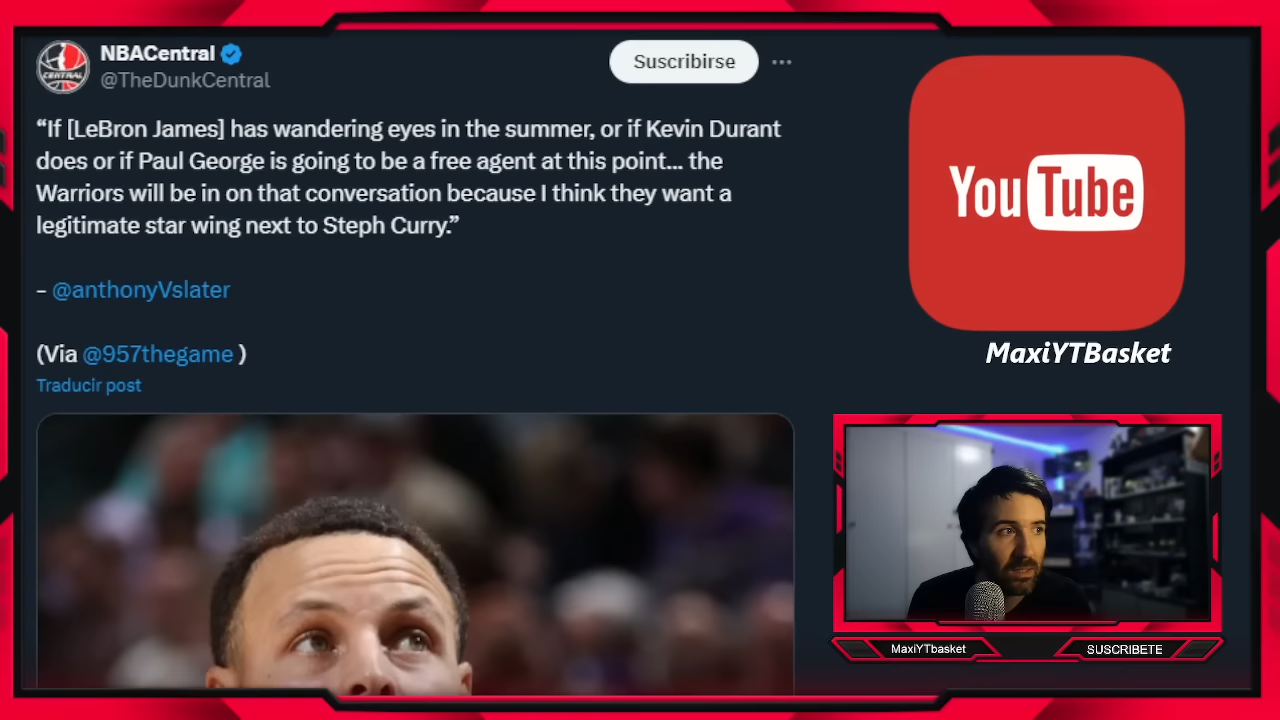 NBACentral
@TheDunkCentral
Suscribirse
“If [LeBron James] has wandering eyes in the summer, or if Kevin Durant
does or if Paul George is going to be a free agent at this point... the
Warriors will be in on that conversation because I think they want a
legitimate star wing next to Steph Curry.”
– @anthonyVslater
(Via @957thegame )
Traducir post
CENTRAL
YouTube
MaxiYTBasket
MaxiYTbasket
SUSCRIBETE